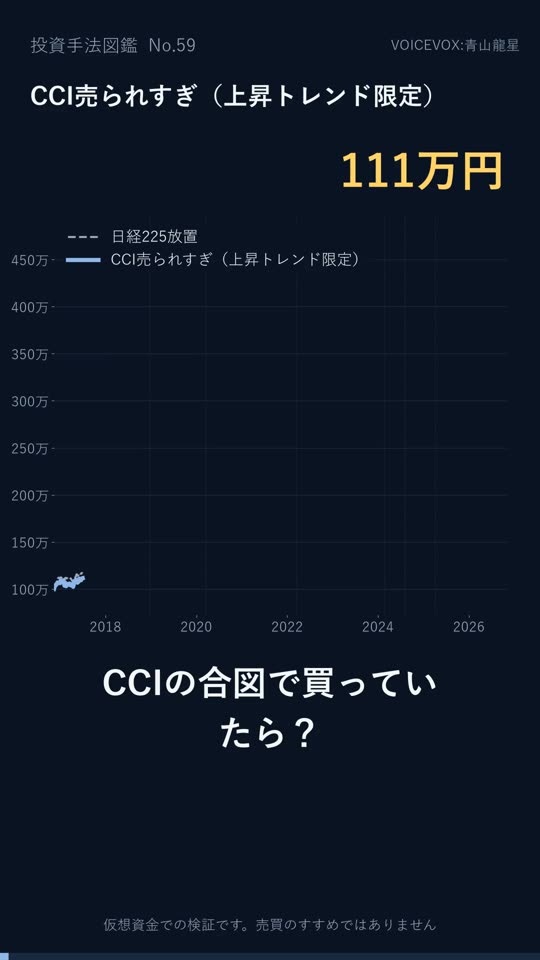 投資手法図鑑 No.59
VOICEVOX:青山龍星
CCI売られすぎ（上昇トレンド限定）
111万円
日経225放置
CCI売られすぎ（上昇トレンド限定）
450万
400万
350万
300万
250万
200万
150万
100万
2018 2020 2022 2024 2026
CCIの合図で買ってい
たら？
仮想資金での検証です。売買のすすめではありません